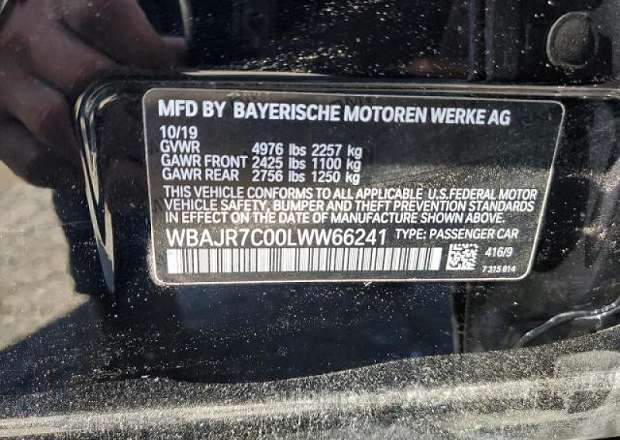 MFD BY BAYERISCHE MOTOREN WERKE AG
10/19
GVWR 4976 lbs 2257 kg
GAWR FRONT 2425 lbs 1100 kg
GAWR REAR 2756 lbs 1250 kg
THIS VEHICLE CONFORMS TO ALL APPLICABLE U.S.FEDERAL MOTOR
VEHICLE SAFETY, BUMPER AND THEFT PREVENTION STANDARDS
IN EFFECT ON THE DATE OF MANUFACTURE SHOWN ABOVE.
WBAJR7C00LWW66241 TYPE: PASSENGER CAR
416/9
7 315 814